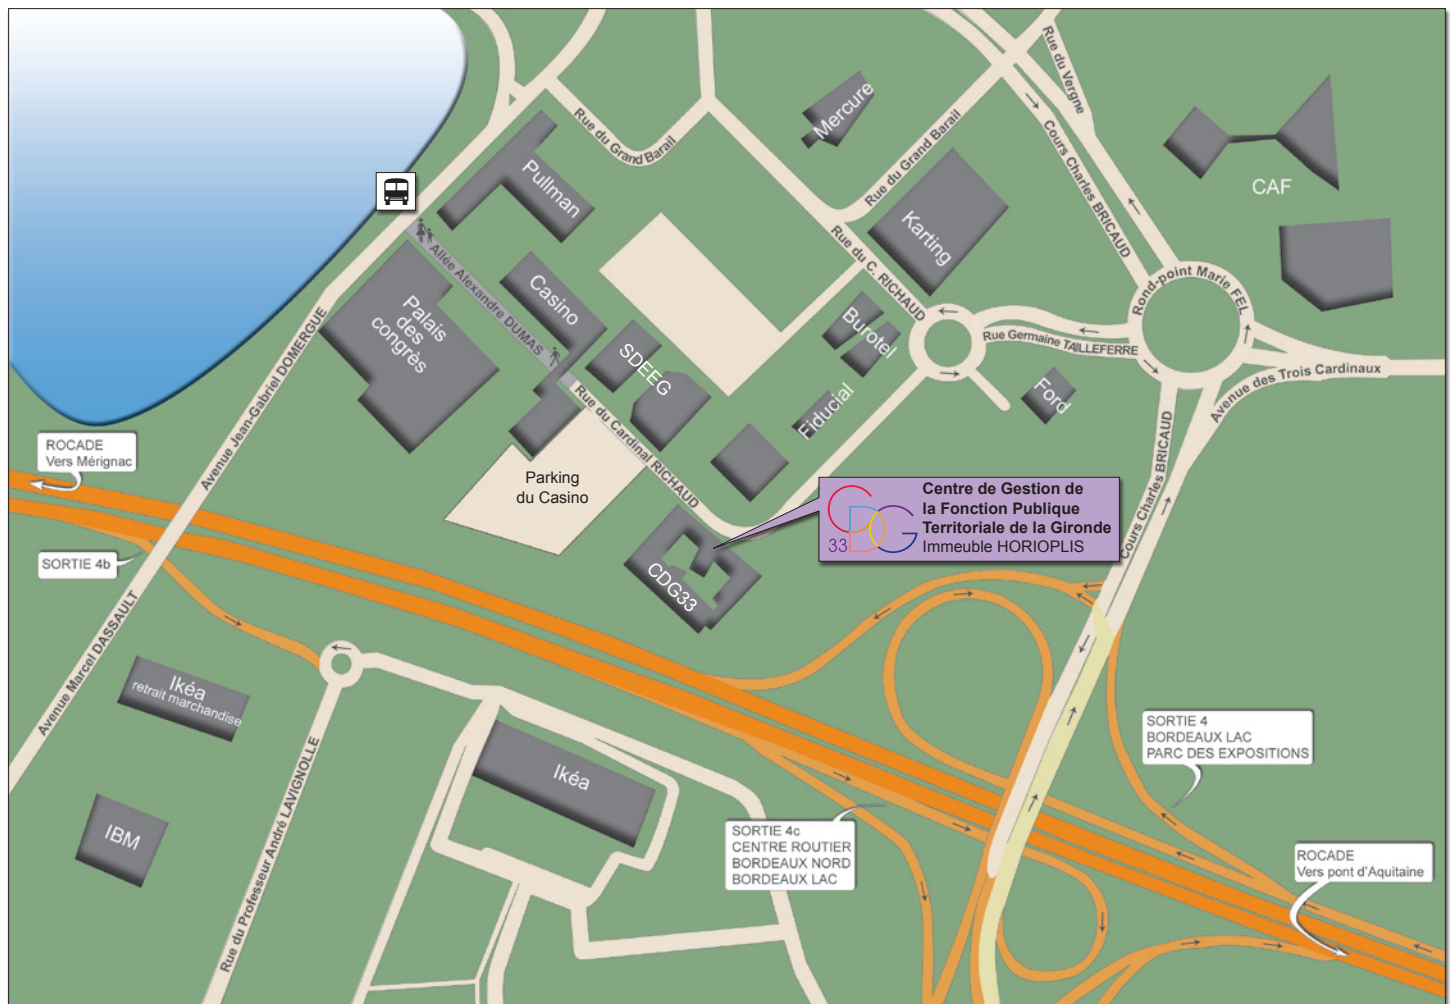 Rue du Vergne
Mercure
Rue du Grand Barail
Rue du Grand Barail
Cours Charles BRICAUD
CAF
Pullman
Karting
Allée Alexandre DUMAS
Rue du C. RICHAUD
Casino
Rond-point Marie FEL
Palais
des
congrès
Burotel
Rue Germaine TAILLEFERRE
SDEEG
Avenue Jean-Gabriel DOMERGUE
Avenue des Trois Cardinaux
Ford
Fiducial
Rue du Cardinal RICHAUD
ROCADE
Vers Mérignac
Parking
du Casino
Centre de Gestion de
la Fonction Publique
Territoriale de la Gironde
Immeuble HORIOPLIS
CDG
33
Cours Charles BRICAUD
SORTIE 4b
CDG33
Avenue Marcel DASSAULT
Ikéa
retrait marchandise
SORTIE 4
BORDEAUX LAC
PARC DES EXPOSITIONS
Ikéa
Rue du Professeur André LAVIGNOLLE
IBM
SORTIE 4c
CENTRE ROUTIER
BORDEAUX NORD
BORDEAUX LAC
ROCADE
Vers pont d'Aquitaine